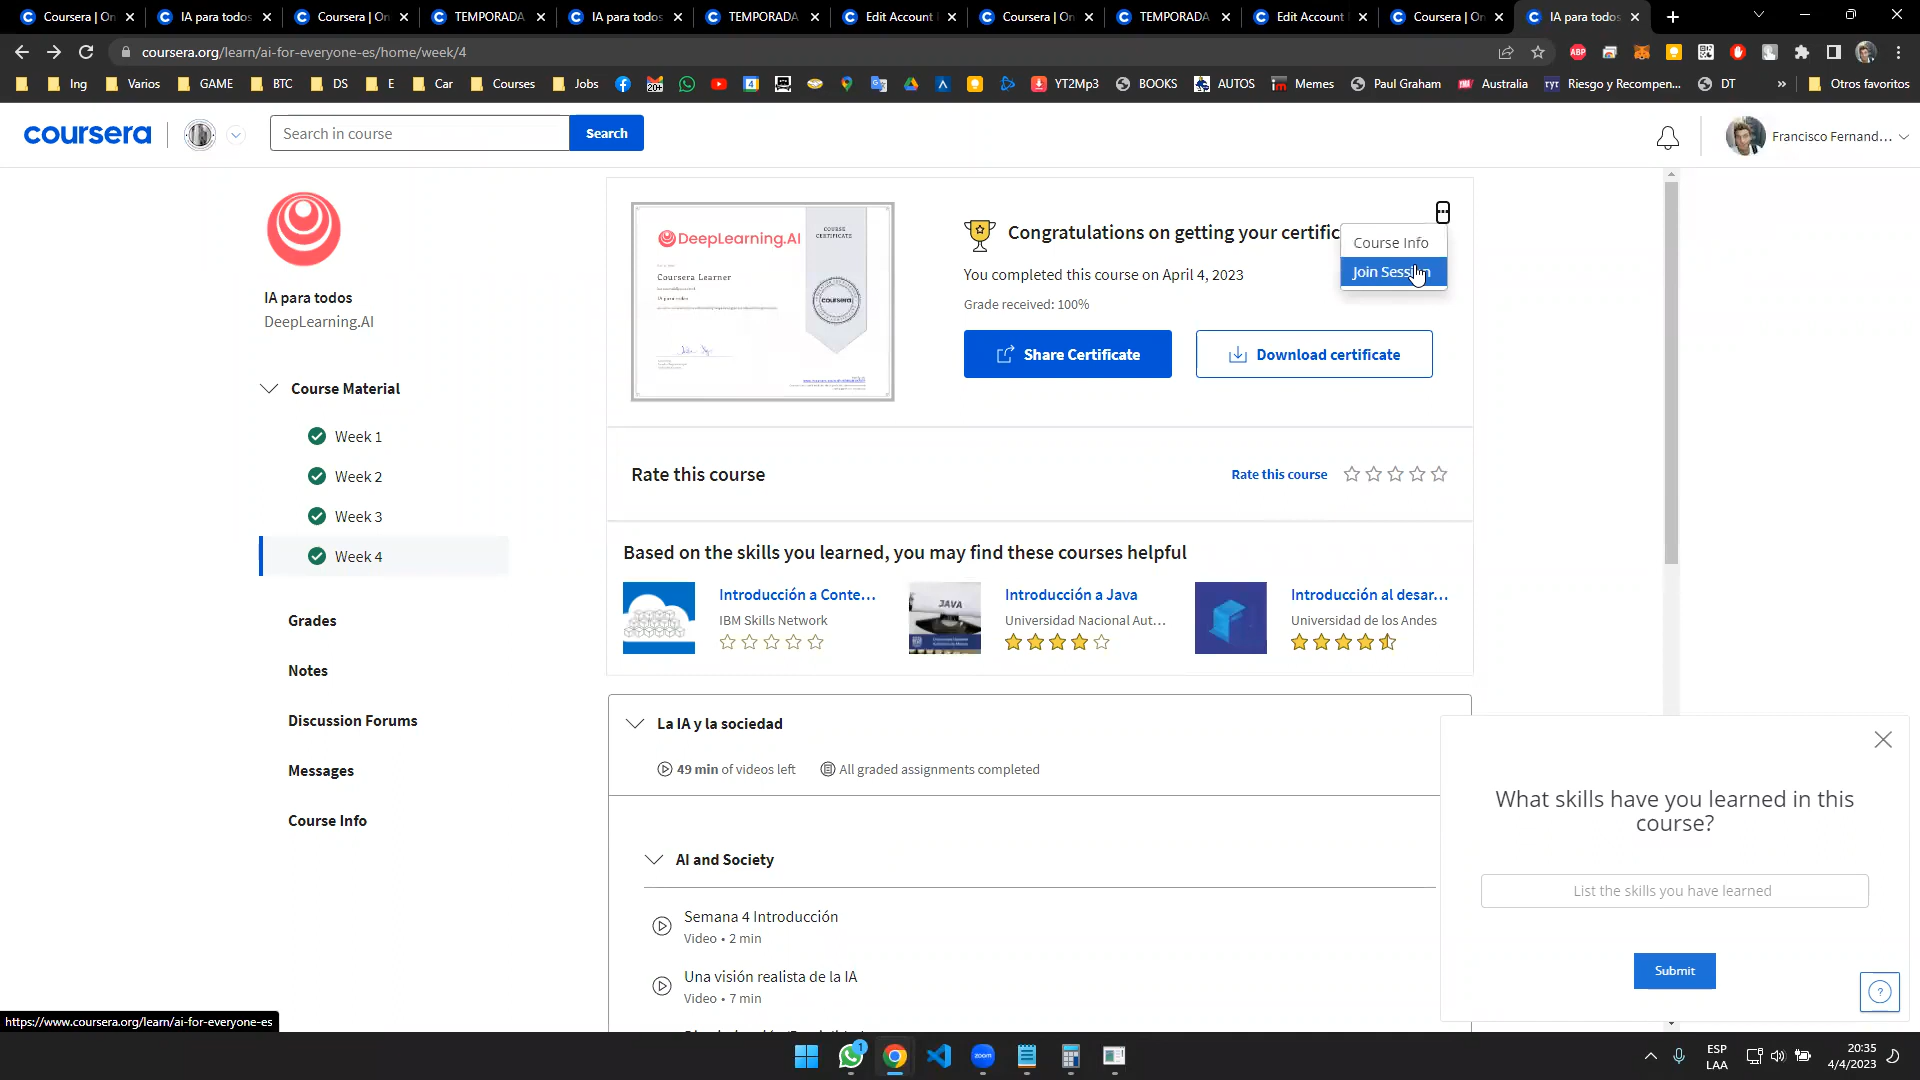 Coursera | On
IA para todos
Coursera | On
TEMPORADA
IA para todos
TEMPORADA
Edit Account
Coursera | On
TEMPORADA
Edit Account
Coursera | On
IA para todos
coursera.org/learn/ai-for-everyone-es/home/week/4
Ing
Varios
GAME
BTC
DS
E
Car
Courses
Jobs
YT2Mp3
BOOKS
AUTOS
Memes
Paul Graham
Australia
Riesgo y Recompen...
DT
»
Otros favoritos
coursera
Search in course
Search
Francisco Fernand...
IA para todos
DeepLearning.AI
Course Material
Week 1
Week 2
Week 3
Week 4
Grades
Notes
Discussion Forums
Messages
Course Info
DeepLearning.AI
COURSE CERTIFICATE
Coursera Learner
IA para todos
coursera
Congratulations on getting your certific
You completed this course on April 4, 2023
Grade received: 100%
Course Info
Join Session
Share Certificate
Download certificate
Rate this course
Rate this course
Based on the skills you learned, you may find these courses helpful
Introducción a Conte...
IBM Skills Network
JAVA
Introducción a Java
Universidad Nacional Aut...
Introducción al desar...
Universidad de los Andes
La IA y la sociedad
49 min of videos left
All graded assignments completed
AI and Society
Semana 4 Introducción
Video • 2 min
Una visión realista de la IA
Video • 7 min
What skills have you learned in this
course?
List the skills you have learned
Submit
?
https://www.coursera.org/learn/ai-for-everyone-es
1
zoom
ESP
LAA
20:35
4/4/2023